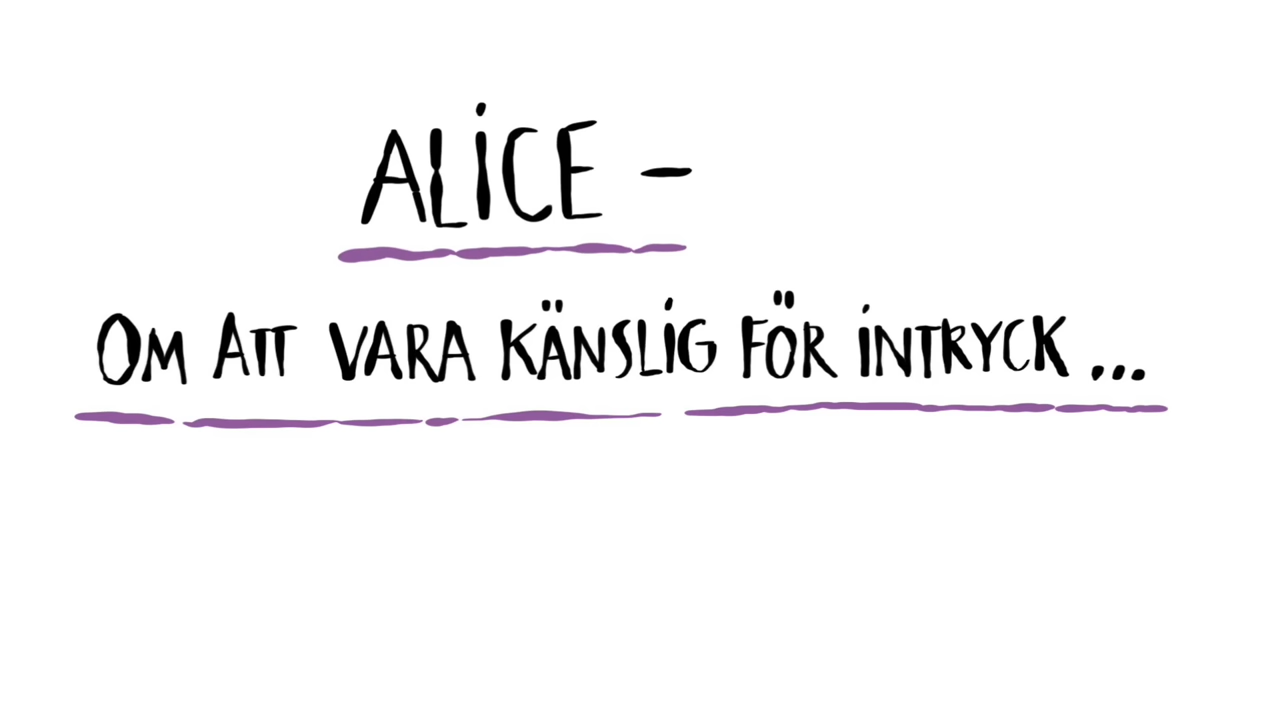 ALICE –
OM ATT VARA KÄNSLIG FÖR INTRYCK...